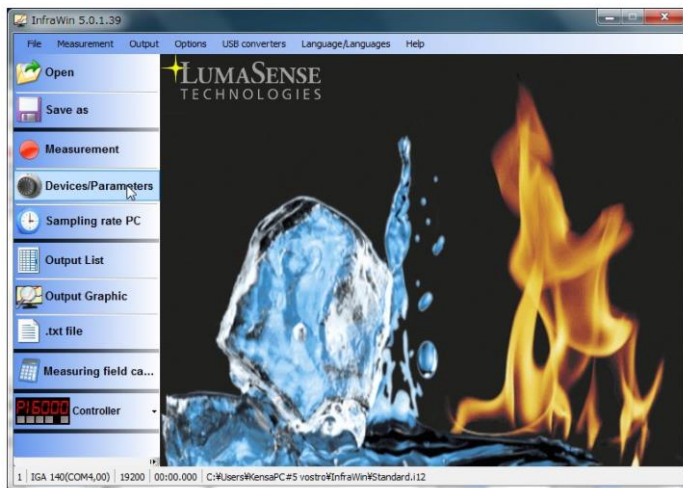 InfraWin 5.0.1.39
File Measurement Output Options USB converters Language/Languages Help
Open
Save as
Measurement
Devices/Parameters
Sampling rate PC
Output List
Output Graphic
.txt file
Measuring field ca...
PI6000 Controller
LUMASENSE
TECHNOLOGIES
1 IGA 140(COM4,00) 19200 00:00.000 C:¥Users¥KensaPC#5 vostro¥InfraWin¥Standard.i12